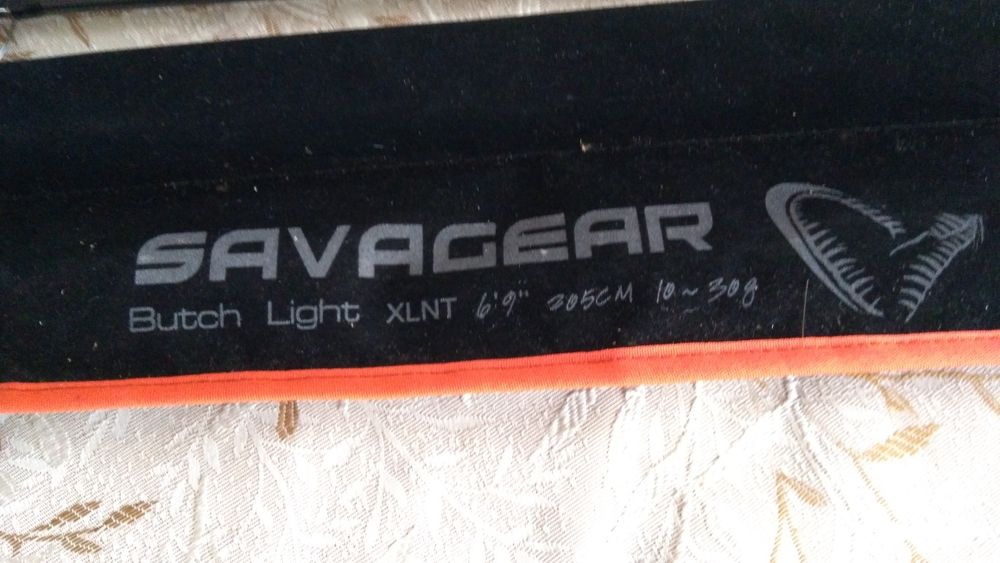 SAVAGEAR
Butch Light XLNT 6'9" 205CM 10~30g